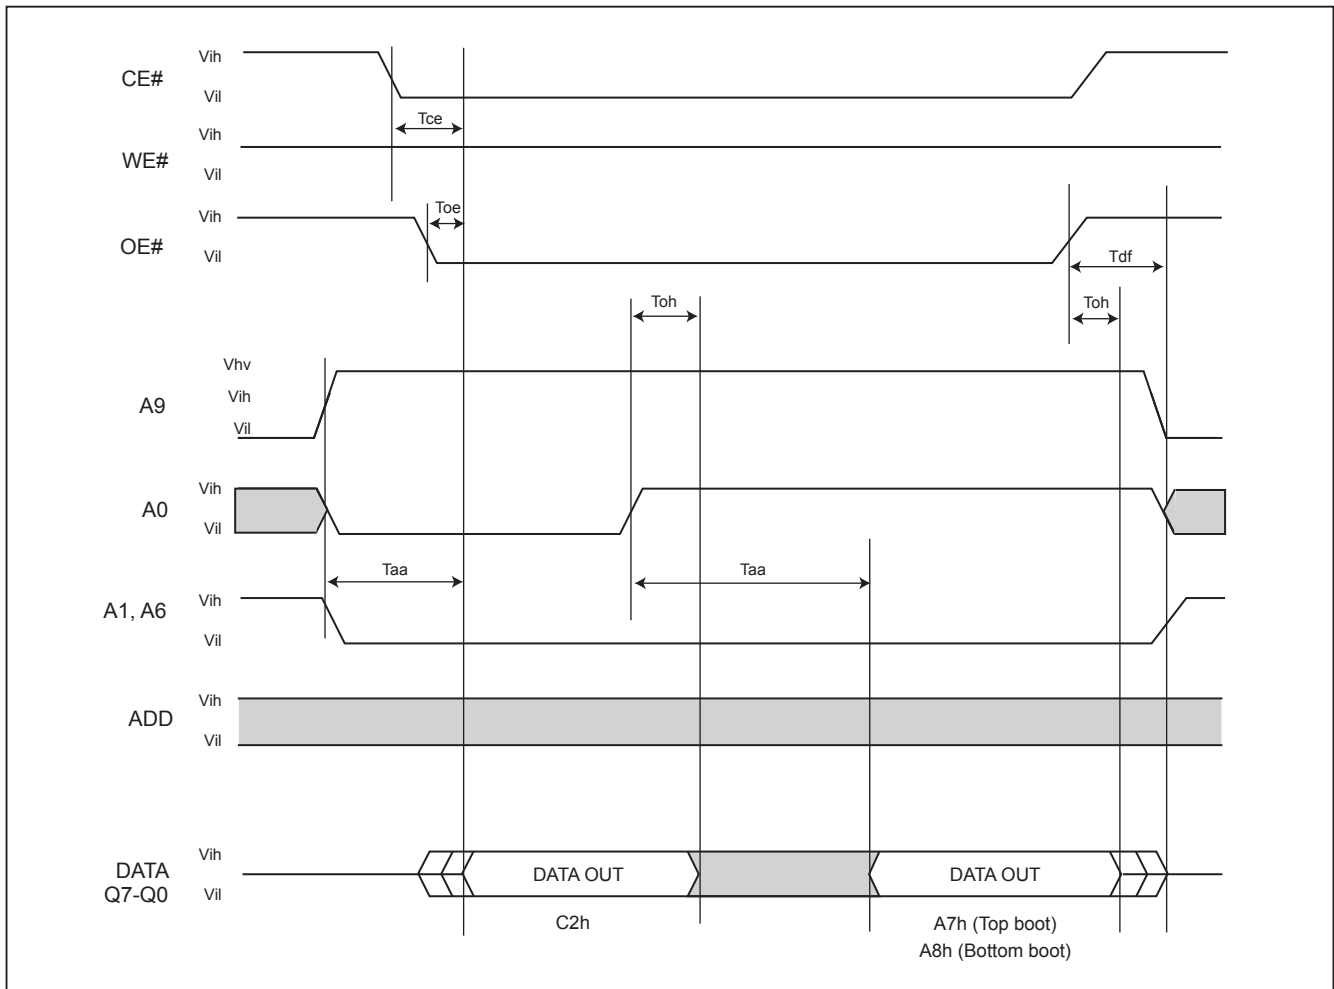 CE#
Vih
Vil
Tce
WE#
Vih
Vil
Toe
OE#
Vih
Vil
Tdf
Toh
Toh
A9
Vhv
Vih
Vil
A0
Vih
Vil
Taa
Taa
A1, A6
Vih
Vil
ADD
Vih
Vil
DATA
Q7-Q0
Vih
Vil
DATA OUT
DATA OUT
C2h
A7h (Top boot)
A8h (Bottom boot)